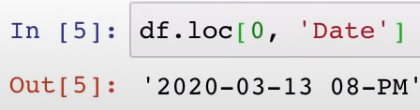 In [5]: df.loc[0, 'Date']
Out[5]: '2020-03-13 08-PM'